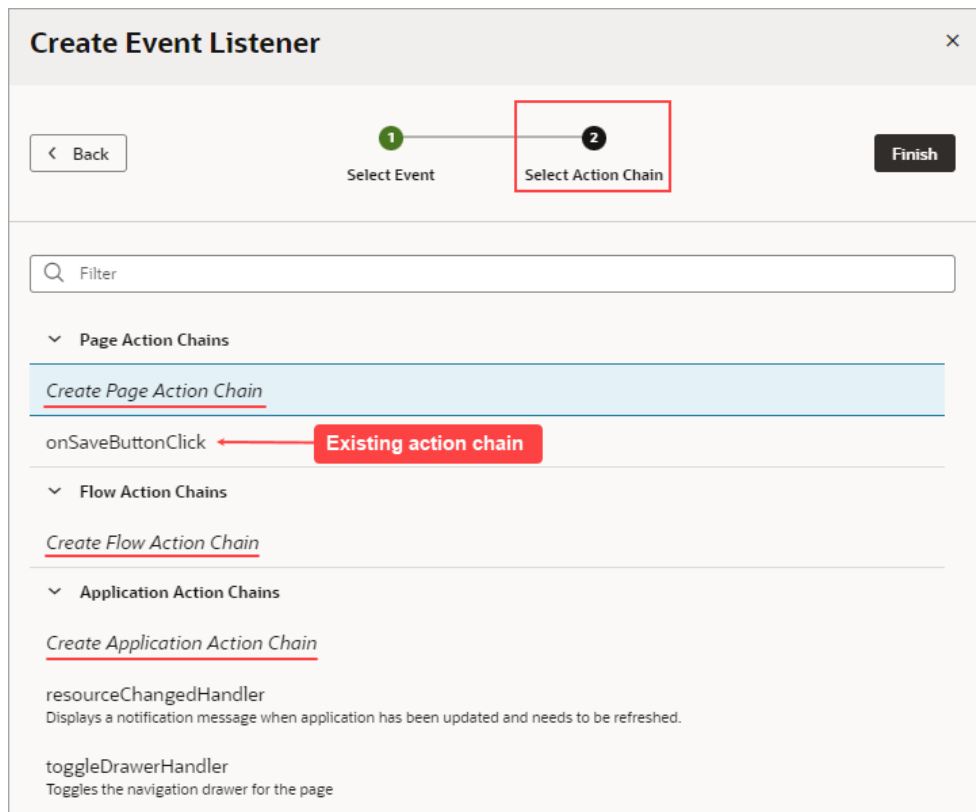 Create Event Listener
Back
1
2
Select Event
Select Action Chain
Finish
Filter
Page Action Chains
Create Page Action Chain
onSaveButtonClick
Existing action chain
Flow Action Chains
Create Flow Action Chain
Application Action Chains
Create Application Action Chain
resourceChangedHandler
Displays a notification message when application has been updated and needs to be refreshed.
toggleDrawerHandler
Toggles the navigation drawer for the page